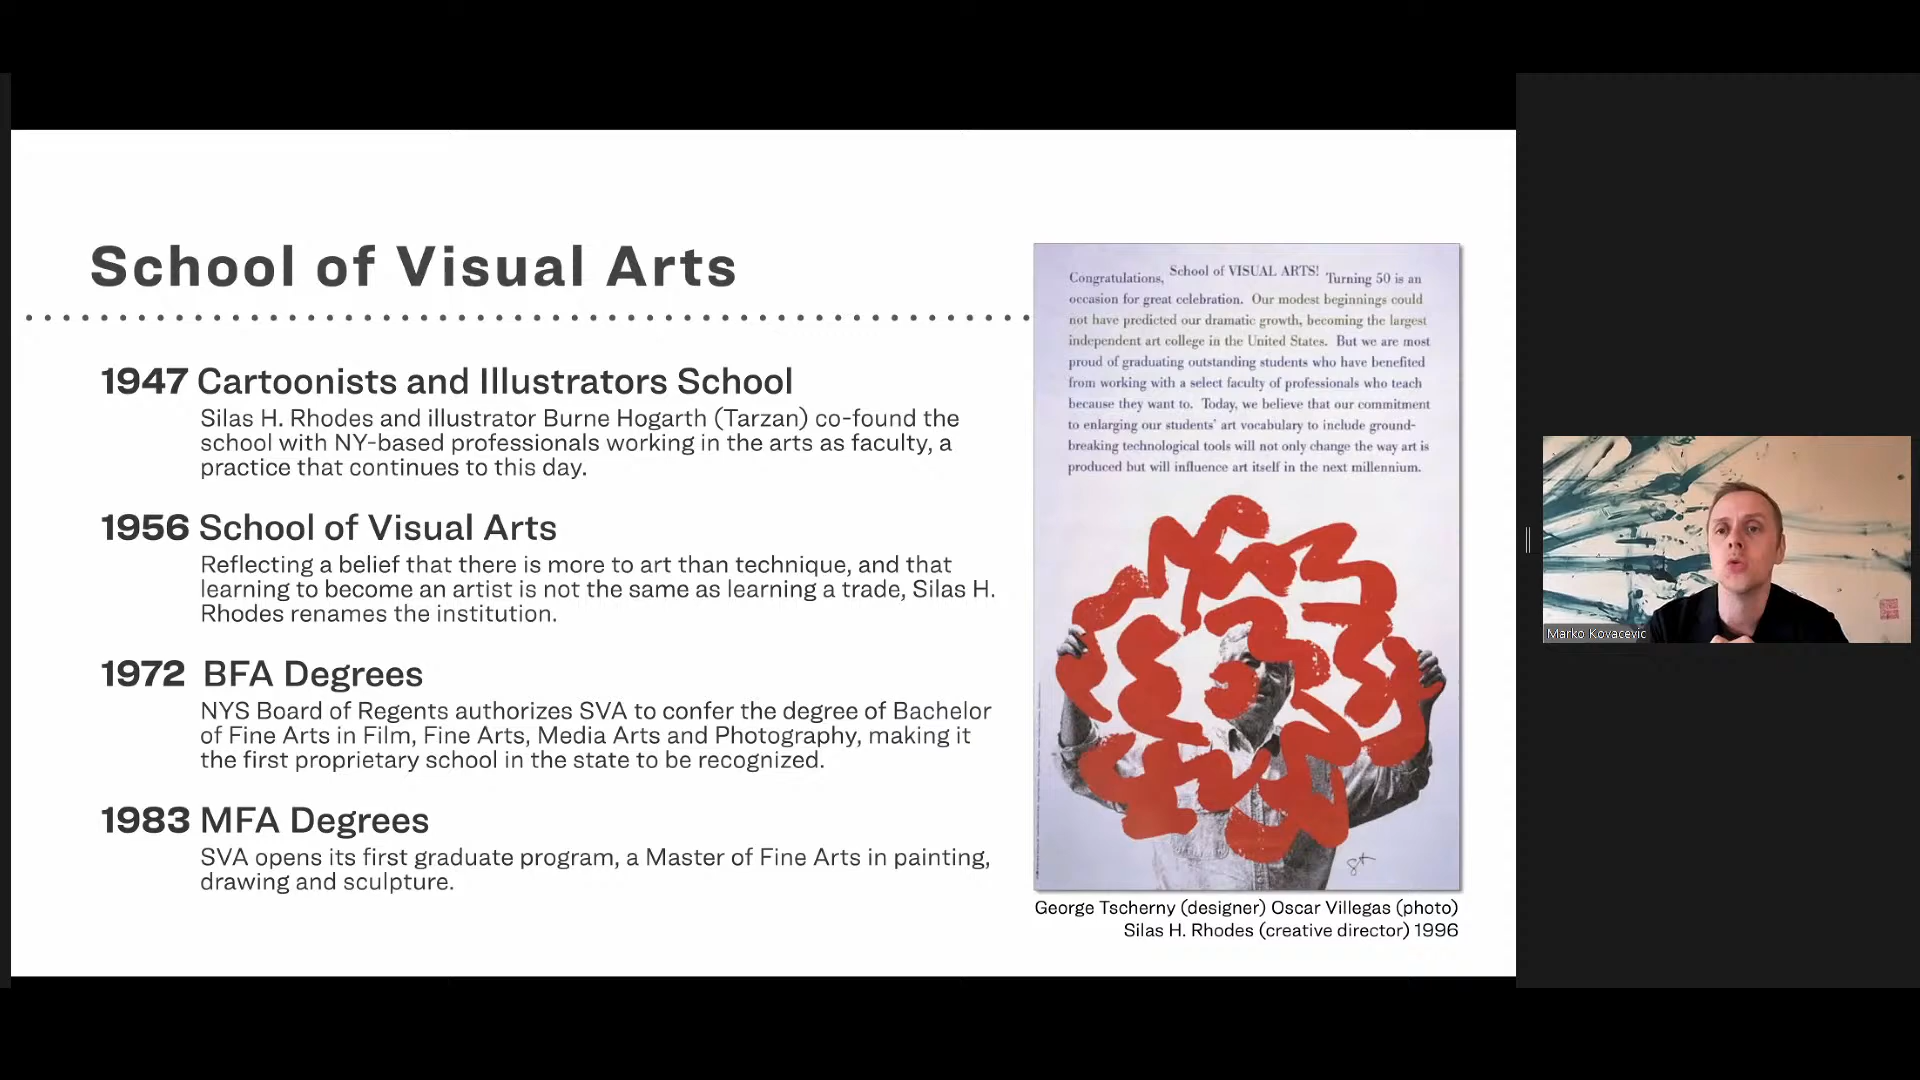 School of Visual Arts
1947 Cartoonists and Illustrators School
Silas H. Rhodes and illustrator Burne Hogarth (Tarzan) co-found the
school with NY-based professionals working in the arts as faculty, a
practice that continues to this day.
1956 School of Visual Arts
Reflecting a belief that there is more to art than technique, and that
learning to become an artist is not the same as learning a trade, Silas H.
Rhodes renames the institution.
1972 BFA Degrees
NYS Board of Regents authorizes SVA to confer the degree of Bachelor
of Fine Arts in Film, Fine Arts, Media Arts and Photography, making it
the first proprietary school in the state to be recognized.
1983 MFA Degrees
SVA opens its first graduate program, a Master of Fine Arts in painting,
drawing and sculpture.
Congratulations, School of VISUAL ARTS! Turning 50 is an
occasion for great celebration. Our modest beginnings could
not have predicted our dramatic growth, becoming the largest
independent art college in the United States. But we are most
proud of graduating outstanding students who have benefited
from working with a select faculty of professionals who teach
because they want to. Today, we believe that our commitment
to enlarging our students' art vocabulary to include ground-
breaking technological tools will not only change the way art is
produced but will influence art itself in the next millennium.
George Tscherny (designer) Oscar Villegas (photo)
Silas H. Rhodes (creative director) 1996
Marko Kovacevic